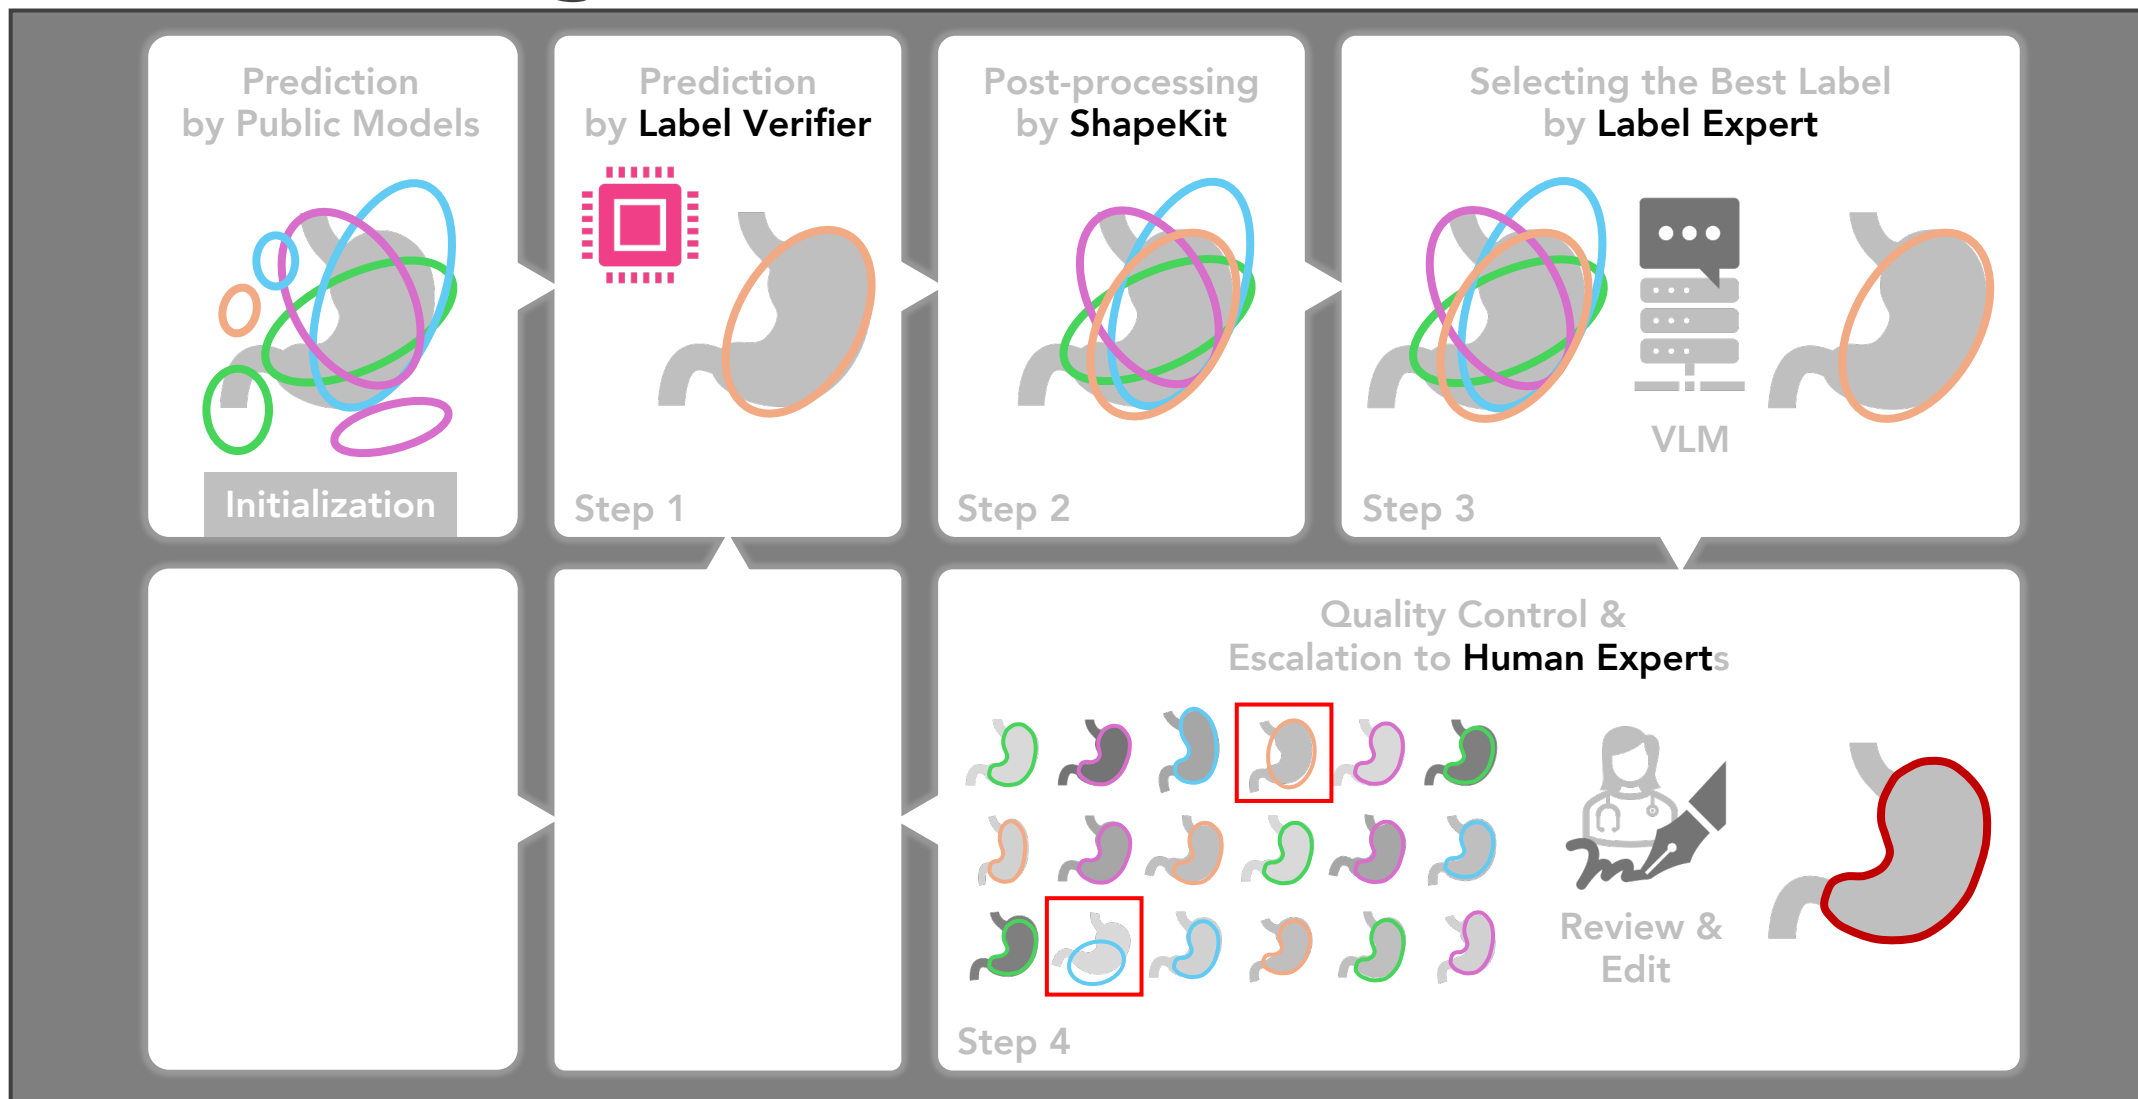 Prediction
by Public Models
Initialization
Prediction
by Label Verifier
Step 1
Post-processing
by ShapeKit
Step 2
Selecting the Best Label
by Label Expert
VLM
Step 3
Quality Control &
Escalation to Human Experts
Review &
Edit
Step 4